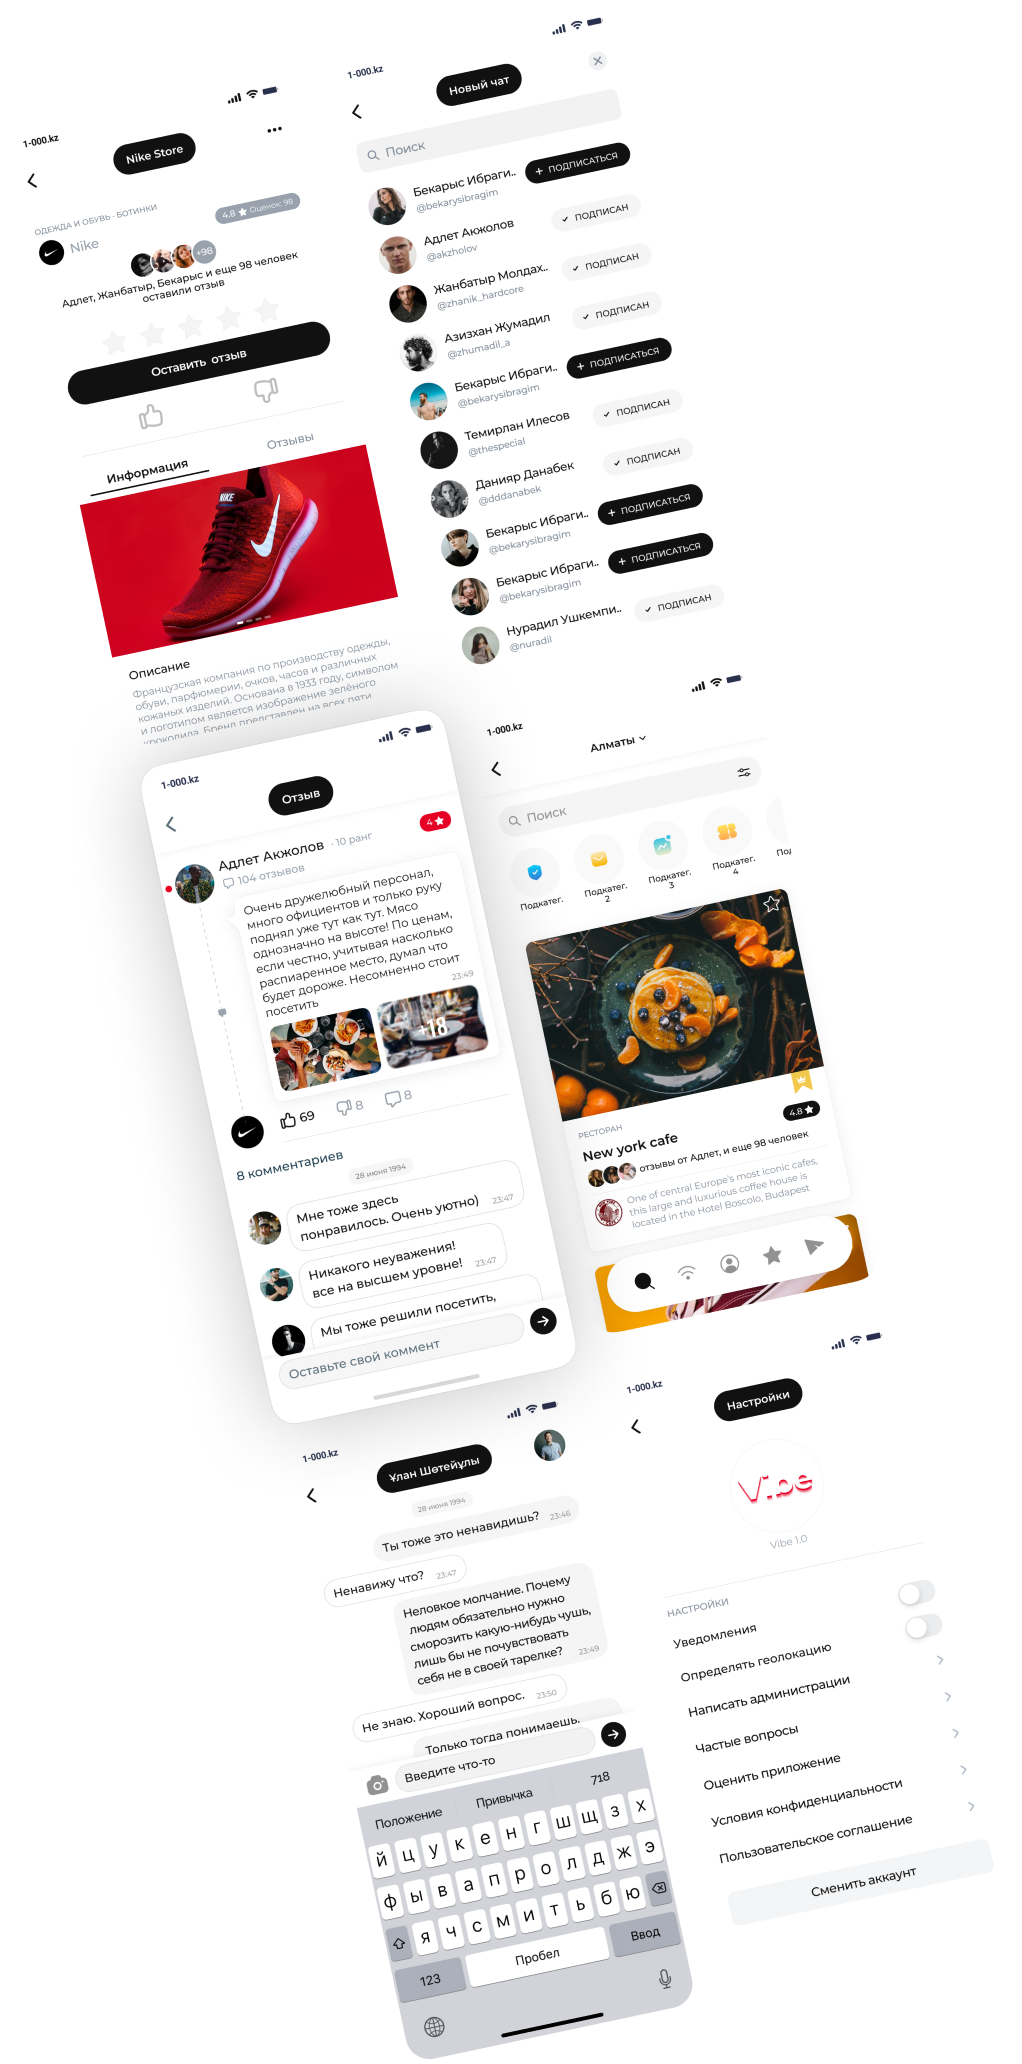 1-000.kz
Nike Store
ОДЕЖДА И ОБУВЬ · БОТИНКИ
Nike
4.8 Оценок: 98
+98
Адлет, Жанбатыр, Бекарыс и еще 98 человек
оставили отзыв
Оставить отзыв
Информация
Отзывы
NIKE
Описание
Французская компания по производству одежды,
обуви, парфюмерии, очков, часов и различных
кожаных изделий. Основана в 1933 году, символом
и логотипом является изображение зелёного
крокодила. Бренд представлен на всех пяти
1-000.kz
Новый чат
Поиск
Бекарыс Ибраги..
@bekarysibragim
+ ПОДПИСАТЬСЯ
Адлет Акжолов
@akzholov
ПОДПИСАН
Жанбатыр Молдах..
@zhanik_hardcore
ПОДПИСАН
Азизхан Жумадил
@zhumadil_a
ПОДПИСАН
Бекарыс Ибраги..
@bekarysibragim
+ ПОДПИСАТЬСЯ
Темирлан Илесов
@thespecial
ПОДПИСАН
Данияр Данабек
@dddanabek
ПОДПИСАН
Бекарыс Ибраги..
@bekarysibragim
+ ПОДПИСАТЬСЯ
Бекарыс Ибраги..
@bekarysibragim
+ ПОДПИСАТЬСЯ
Нурадил Ушкемпи..
@nuradil
ПОДПИСАН
1-000.kz
Отзыв
Адлет Акжолов · 10 ранг
4
104 отзывов
Очень дружелюбный персонал,
много официентов и только руку
поднял уже тут как тут. Мясо
однозначно на высоте! По ценам,
если честно, учитывая насколько
распиаренное место, думал что
будет дороже. Несомненно стоит
посетить
23:49
+18
69
8
8
8 комментариев
28 июня 1994
Мне тоже здесь
понравилось. Очень уютно)
23:47
Никакого неуважения!
все на высшем уровне!
23:47
Мы тоже решили посетить,
Оставьте свой коммент
1-000.kz
Алматы
Поиск
Подкатег.
Подкатег.
2
Подкатег.
3
Подкатег.
4
Под
РЕСТОРАН
4.8
New york cafe
отзывы от Адлет, и еще 98 человек
One of central Europe's most iconic cafes,
this large and luxurious coffee house is
located in the Hotel Boscolo, Budapest
1-000.kz
Ұлан Шөтейұлы
28 июня 1994
Ты тоже это ненавидишь?
23:46
Ненавижу что?
23:47
Неловкое молчание. Почему
людям обязательно нужно
сморозить какую-нибудь чушь,
лишь бы не почувствовать
себя не в своей тарелке?
23:49
Не знаю. Хороший вопрос.
23:50
Только тогда понимаешь.
Введите что-то
Положение
Привычка
718
й ц у к е н г ш щ з х
ф ы в а п р о л д ж э
я ч с м и т ь б ю
123
Пробел
Ввод
1-000.kz
Настройки
Vibe
Vibe 1.0
НАСТРОЙКИ
Уведомления
Определять геолокацию
Написать администрации
Частые вопросы
Оценить приложение
Условия конфиденциальности
Пользовательское соглашение
Сменить аккаунт